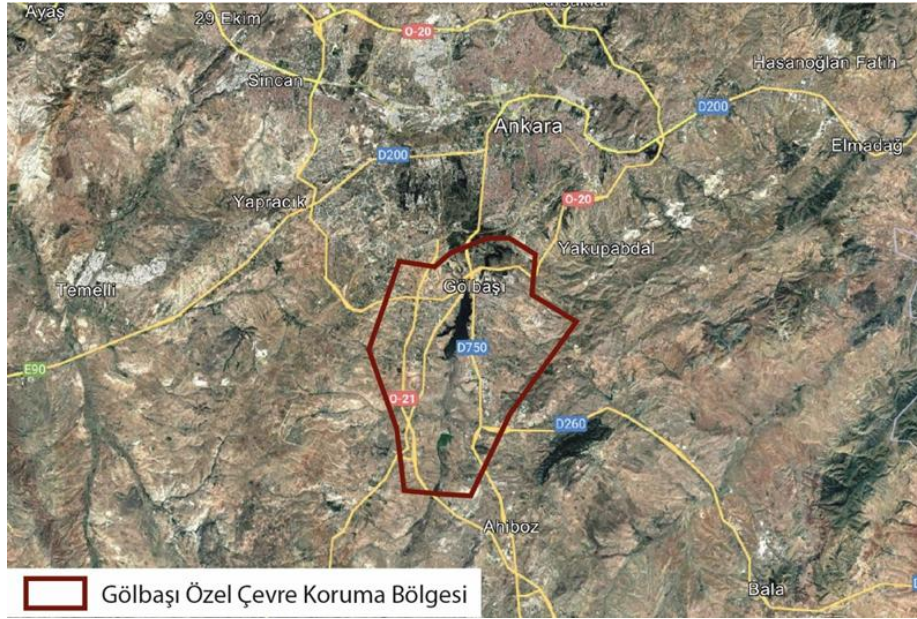 Ayaş
29 Ekim
O-20
Pursaklar
Sincan
Hasanoğlan Fatih
Ankara
D200
Elmadağ
D200
Yapracık
O-20
Yakupabdal
Temelli
Gölbaşı
D750
E90
O-21
D260
Ahiboz
Bala
Gölbaşı Özel Çevre Koruma Bölgesi